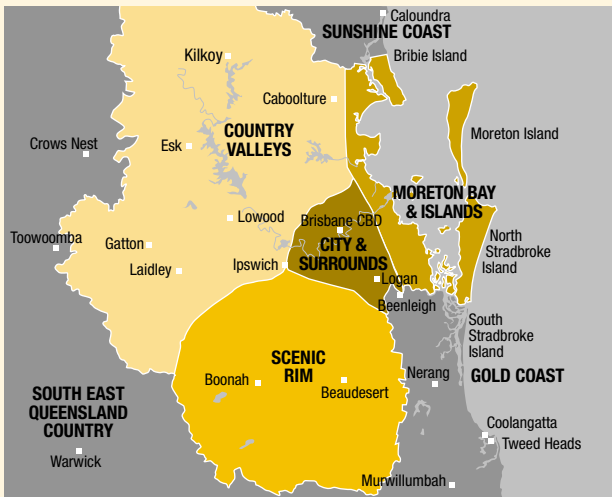 Caloundra
SUNSHINE COAST
Kilkoy
Bribie Island
Caboolture
Moreton Island
COUNTRY
VALLEYS
Crows Nest
Esk
MORETON BAY
& ISLANDS
Lowood
Brisbane CBD
Toowoomba
Gatton
CITY &
SURROUNDS
North
Stradbroke
Island
Laidley
Ipswich
Logan
Beenleigh
South
Stradbroke
Island
SCENIC
RIM
Boonah
Beaudesert
Nerang
GOLD COAST
SOUTH EAST
QUEENSLAND
COUNTRY
Coolangatta
Tweed Heads
Warwick
Murwillumbah